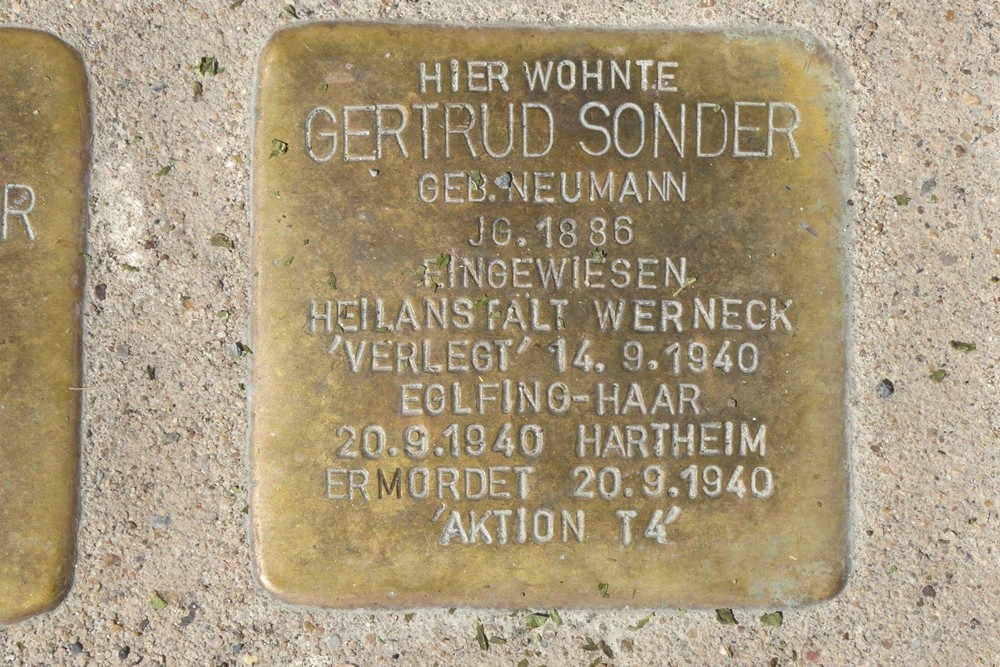 HIER WOHNTE
GERTRUD SONDER
GEB. NEUMANN
JG. 1886
EINGEWIESEN
HEILANSTALT WERNECK
'VERLEGT' 14.9.1940
EGLFING-HAAR
20.9.1940 HARTHEIM
ERMORDET 20.9.1940
'AKTION T4'
R